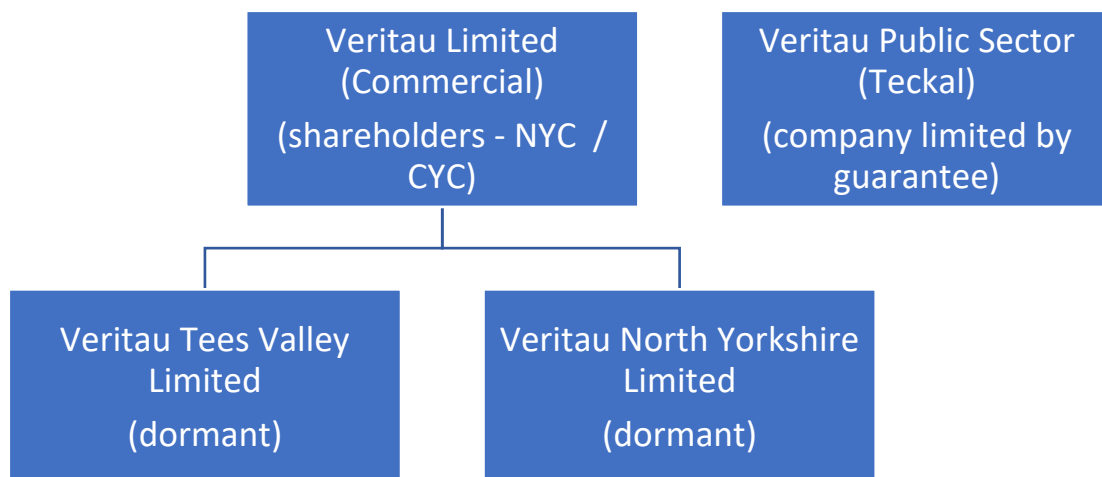 Veritau Limited
(Commercial)
(shareholders - NYC /
CYC)
Veritau Public Sector
(Teckal)
(company limited by
guarantee)
Veritau Tees Valley
Limited
(dormant)
Veritau North Yorkshire
Limited
(dormant)